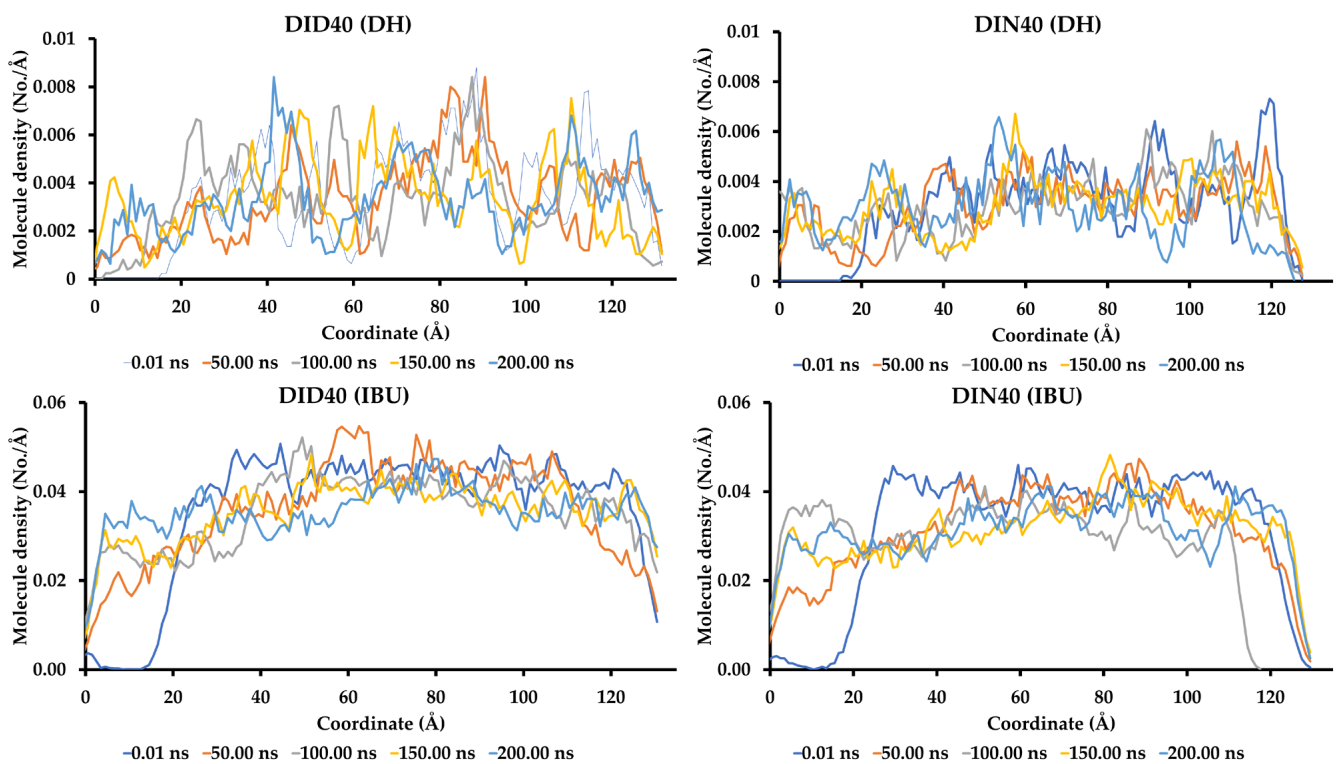 DID40 (DH)
Molecule density (No./Å)
0.01
0.008
0.006
0.004
0.002
0
0 20 40 60 80 100 120
Coordinate (Å)
0.01 ns 50.00 ns 100.00 ns 150.00 ns 200.00 ns
DIN40 (DH)
Molecule density (No./Å)
0.01
0.008
0.006
0.004
0.002
0
0 20 40 60 80 100 120
Coordinate (Å)
0.01 ns 50.00 ns 100.00 ns 150.00 ns 200.00 ns
DID40 (IBU)
Molecule density (No./Å)
0.06
0.04
0.02
0.00
0 20 40 60 80 100 120
Coordinate (Å)
0.01 ns 50.00 ns 100.00 ns 150.00 ns 200.00 ns
DIN40 (IBU)
Molecule density (No./Å)
0.06
0.04
0.02
0.00
0 20 40 60 80 100 120
Coordinate (Å)
0.01 ns 50.00 ns 100.00 ns 150.00 ns 200.00 ns